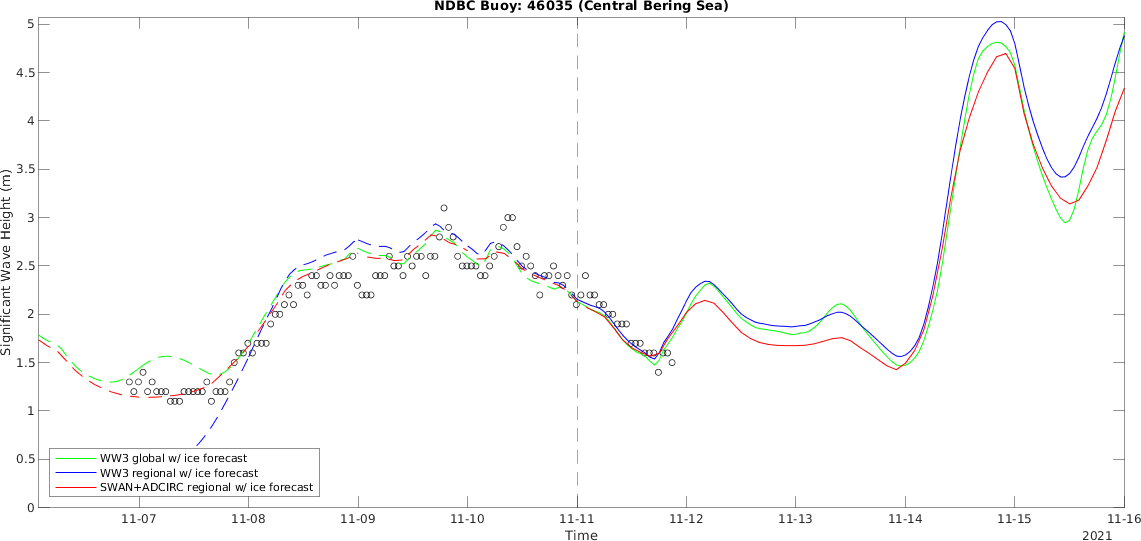 NDBC Buoy: 46035 (Central Bering Sea)
5
4.5
4
3.5
3
2.5
2
1.5
1
0.5
0
Significant Wave Height (m)
WW3 global w/ ice forecast
WW3 regional w/ ice forecast
SWAN+ADCIRC regional w/ ice forecast
11-07 11-08 11-09 11-10 11-11 11-12 11-13 11-14 11-15 11-16
Time
2021